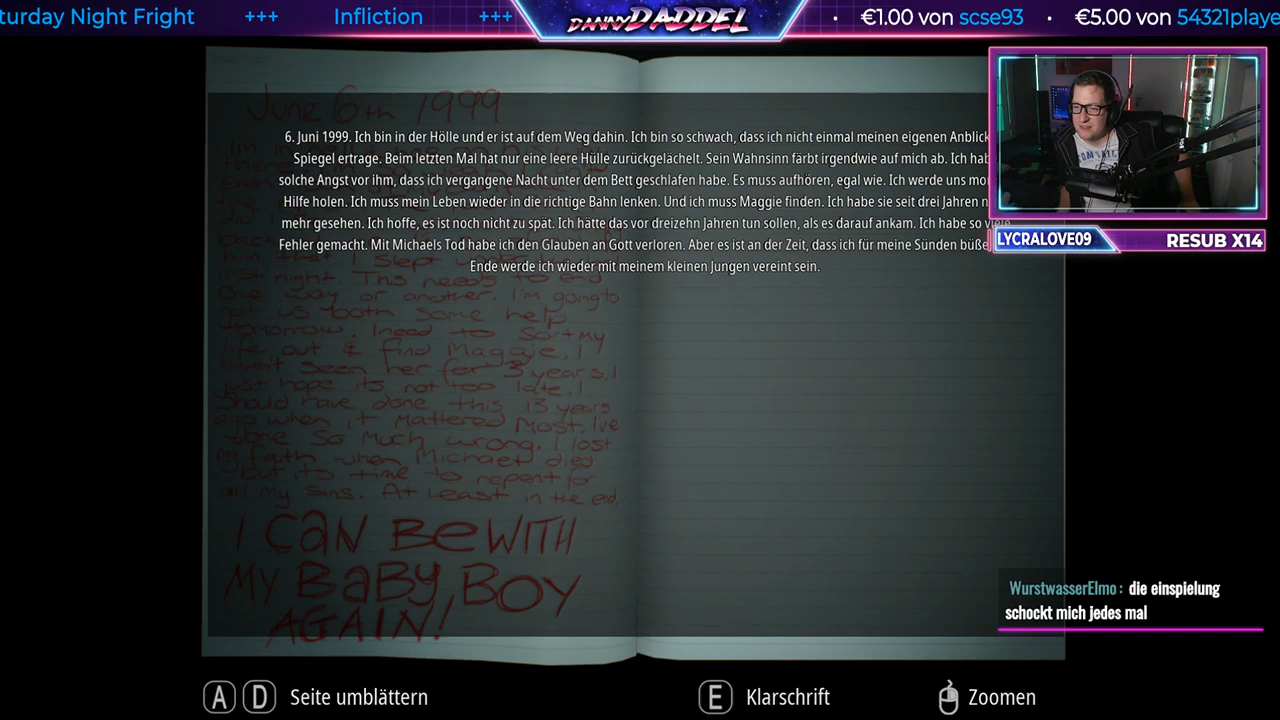 turday Night Fright +++ Infliction +++ DANNY DADDEL • €1.00 von scse93 • €5.00 von 54321playe
June 6th 1999
6. Juni 1999. Ich bin in der Hölle und er ist auf dem Weg dahin. Ich bin so schwach, dass ich nicht einmal meinen eigenen Anblick
Spiegel ertrage. Beim letzten Mal hat nur eine leere Hülle zurückgelächelt. Sein Wahnsinn färbt irgendwie auf mich ab. Ich hab
solche Angst vor ihm, dass ich vergangene Nacht unter dem Bett geschlafen habe. Es muss aufhören, egal wie. Ich werde uns mo
Hilfe holen. Ich muss mein Leben wieder in die richtige Bahn lenken. Und ich muss Maggie finden. Ich habe sie seit drei Jahren n
mehr gesehen. Ich hoffe, es ist noch nicht zu spät. Ich hätte das vor dreizehn Jahren tun sollen, als es darauf ankam. Ich habe so viele
Fehler gemacht. Mit Michaels Tod habe ich den Glauben an Gott verloren. Aber es ist an der Zeit, dass ich für meine Sünden büße
Ende werde ich wieder mit meinem kleinen Jungen vereint sein.
I slept
last night. This needs to end
One way or another. I'm going to
get us both some help
tomorrow. I need to sort my
life out & find Maggie. I
haven't seen her for 3 years, I
just hope its not too late. I
Should have done this 13 years
ago when it mattered most. I've
done so much wrong. I lost
my faith when Michael died
but it's time to repent for
all my sins. At least in the end,
I CAN Be WITH
MY BaBY BOY
AGAIN!
LYCRALOVE09 RESUB X14
WurstwasserElmo : die einspielung
schockt mich jedes mal
A D Seite umblättern E Klarschrift Zoomen